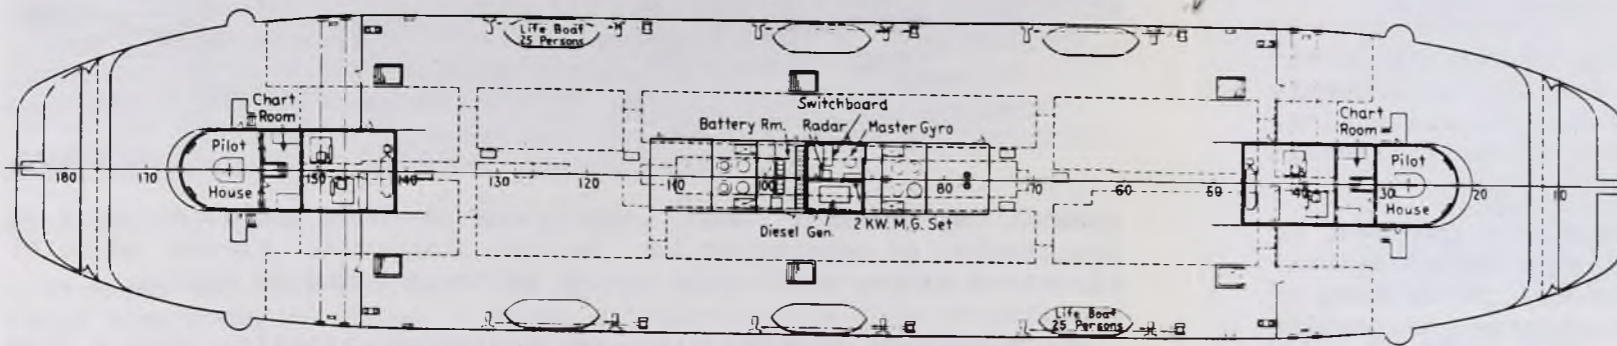 Life Boat
25 Persons
Switchboard
Chart
Room
Battery Rm.
Radar
Master Gyro
Chart
Room
Pilot
House
Pilot
House
180
170
150
140
130
120
110
100
80
70
60
30
20
10
Diesel Gen.
2 KW. M.G. Set
Life Boat
25 Persons